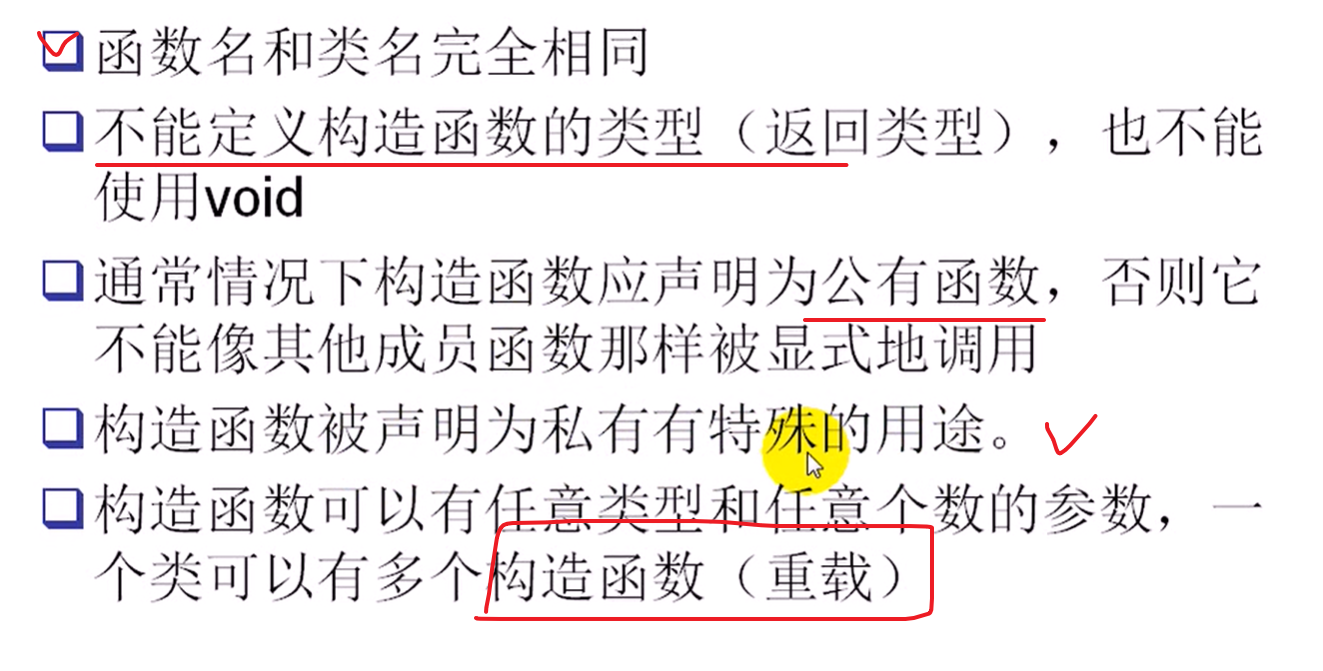 函数名和类名完全相同
不能定义构造函数的类型（返回类型），也不能
使用void
通常情况下构造函数应声明为公有函数，否则它
不能像其他成员函数那样被显式地调用
构造函数被声明为私有有特殊的用途。
构造函数可以有任意类型和任意个数的参数，一
个类可以有多个构造函数（重载）